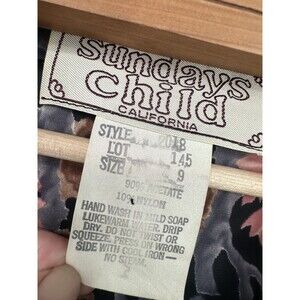 sundays
child
CALIFORNIA
STYLE 2018
LOT 145
SIZE 9
90% ACETATE
10% NYLON
HAND WASH IN MILD SOAP
LUKEWARM WATER. DRIP
DRY. DO NOT TWIST OR
SQUEEZE. PRESS ON WRONG
SIDE WITH COOL IRON —
NO STEAM.